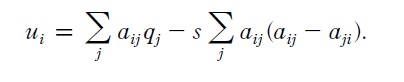 u_i = \sum_j a_{ij} q_j - s \sum_j a_{ij} (a_{ij} - a_{ji}).